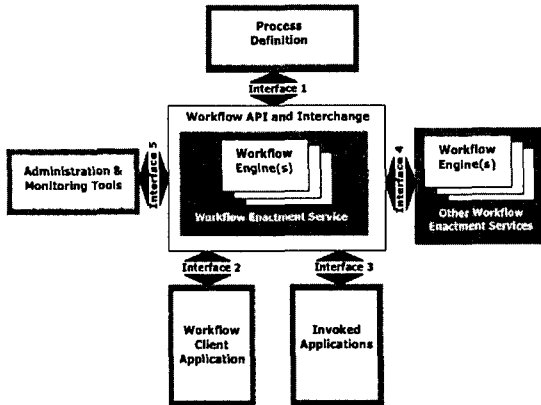 Process
Definition
Interface 1
Workflow API and Interchange
Workflow
Engine(s)
Workflow Enactment Service
Interface 5
Administration &
Monitoring Tools
Interface 4
Workflow
Engine(s)
Other Workflow
Enactment Services
Interface 2
Interface 3
Workflow
Client
Application
Invoked
Applications